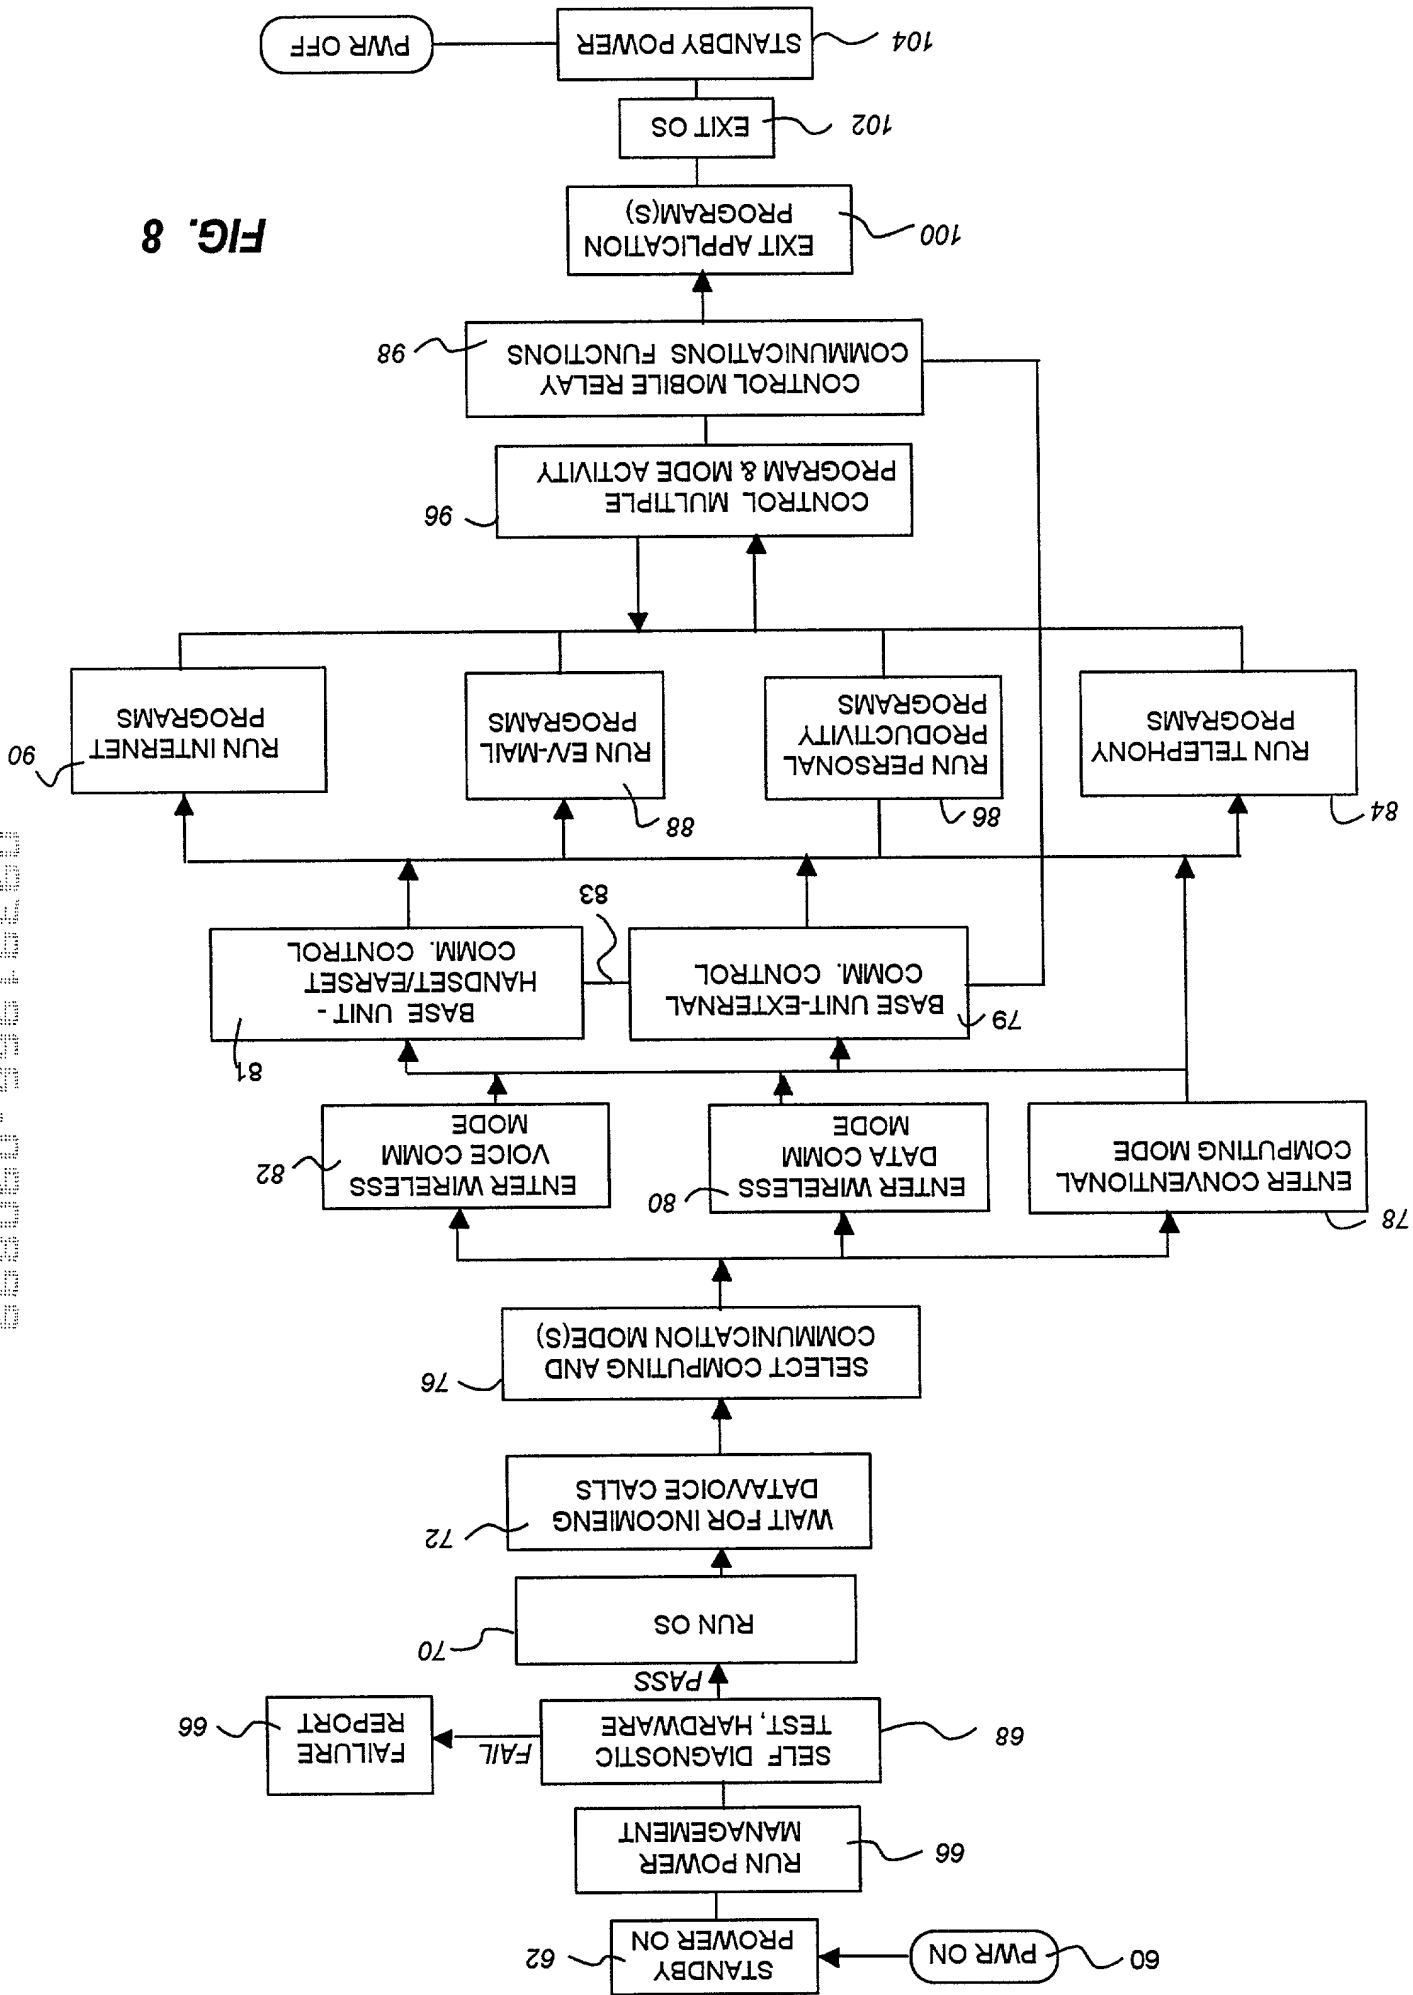 60
PWR ON
STANDBY
PROWER ON
62
RUN POWER
MANAGEMENT
66
68
SELF DIAGNOSTIC
TEST, HARDWARE
FAIL
FAILURE
REPORT
66
PASS
RUN OS
70
WAIT FOR INCOMIENG
DATA/VOICE CALLS
72
SELECT COMPUTING AND
COMMUNICATION MODE(S)
76
78
ENTER CONVENTIONAL
COMPUTING MODE
ENTER WIRELESS
DATA COMM
MODE
80
ENTER WIRELESS
VOICE COMM
MODE
82
79
BASE UNIT-EXTERNAL
COMM. CONTROL
83
BASE UNIT -
HANDSET/EARSET
COMM. CONTROL
81
84
RUN TELEPHONY
PROGRAMS
86
RUN PERSONAL
PRODUCTIVITY
PROGRAMS
88
RUN E/V-MAIL
PROGRAMS
RUN INTERNET
PROGRAMS
90
CONTROL MULTIPLE
PROGRAM & MODE ACTIVITY
96
CONTROL MOBILE RELAY
COMMUNICATIONS FUNCTIONS
98
100
EXIT APPLICATION
PROGRAM(S)
FIG. 8
102
EXIT OS
104
STANDBY POWER
PWR OFF